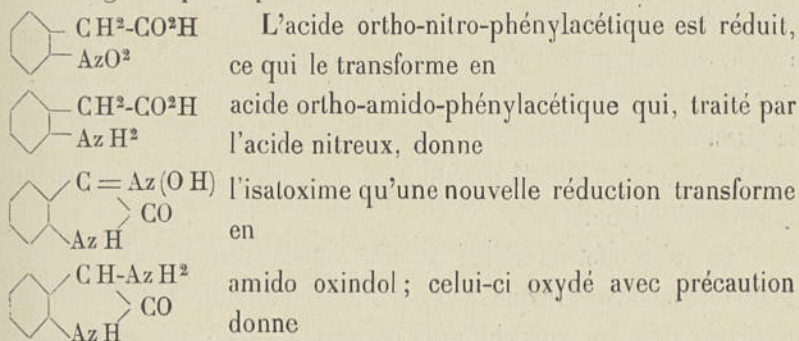 CH²-CO²H
AzO²
L'acide ortho-nitro-phénylacétique est réduit,
ce qui le transforme en
CH²-CO²H
Az H²
acide ortho-amido-phénylacétique qui, traité par
l'acide nitreux, donne
C = Az (O H)
CO
Az H
l'isatoxime qu'une nouvelle réduction transforme
en
C H-Az H²
CO
Az H
amido oxindol ; celui-ci oxydé avec précaution
donne